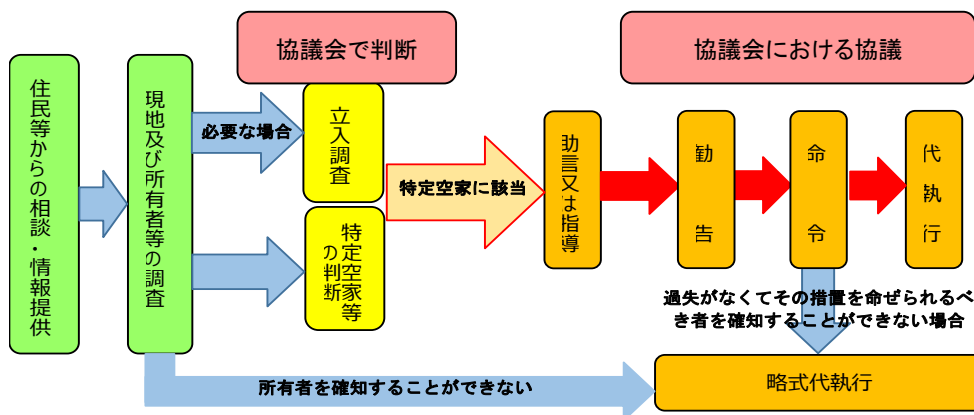 協議会で判断
協議会における協議
住民等からの相談・情報提供
現地及び所有者等の調査
必要な場合
立入調査
特定空家等
の判断
特定空家に該当
助言又は指導
勧告
命令
代執行
過失がなくてその措置を命ぜられるべ
き者を確知することができない場合
所有者を確知することができない
略式代執行